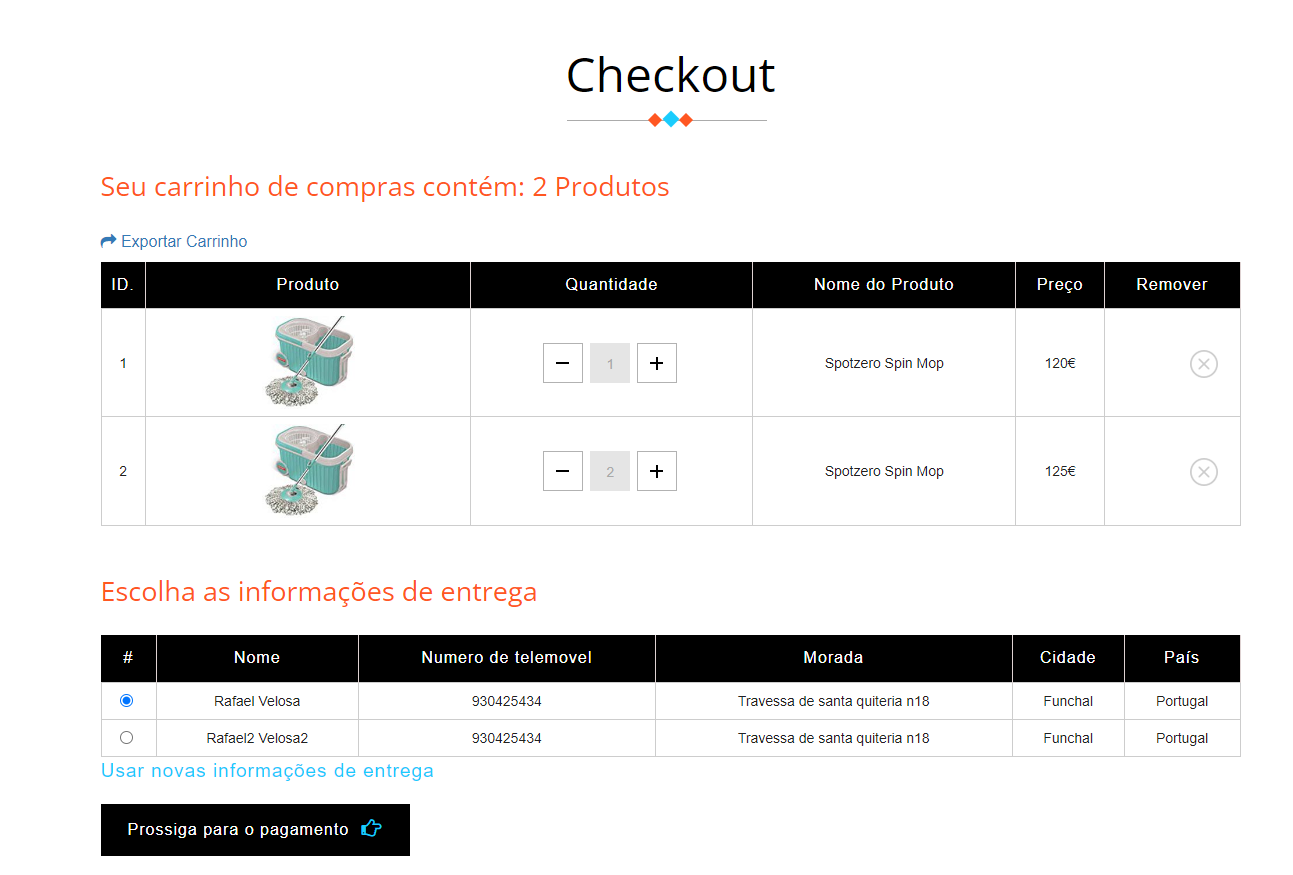 Checkout
Seu carrinho de compras contém: 2 Produtos
Exportar Carrinho
ID. Produto Quantidade Nome do Produto Preço Remover
1 1 Spotzero Spin Mop 120€
2 2 Spotzero Spin Mop 125€
Escolha as informações de entrega
# Nome Numero de telemovel Morada Cidade País
Rafael Velosa 930425434 Travessa de santa quiteria n18 Funchal Portugal
Rafael2 Velosa2 930425434 Travessa de santa quiteria n18 Funchal Portugal
Usar novas informações de entrega
Prossiga para o pagamento